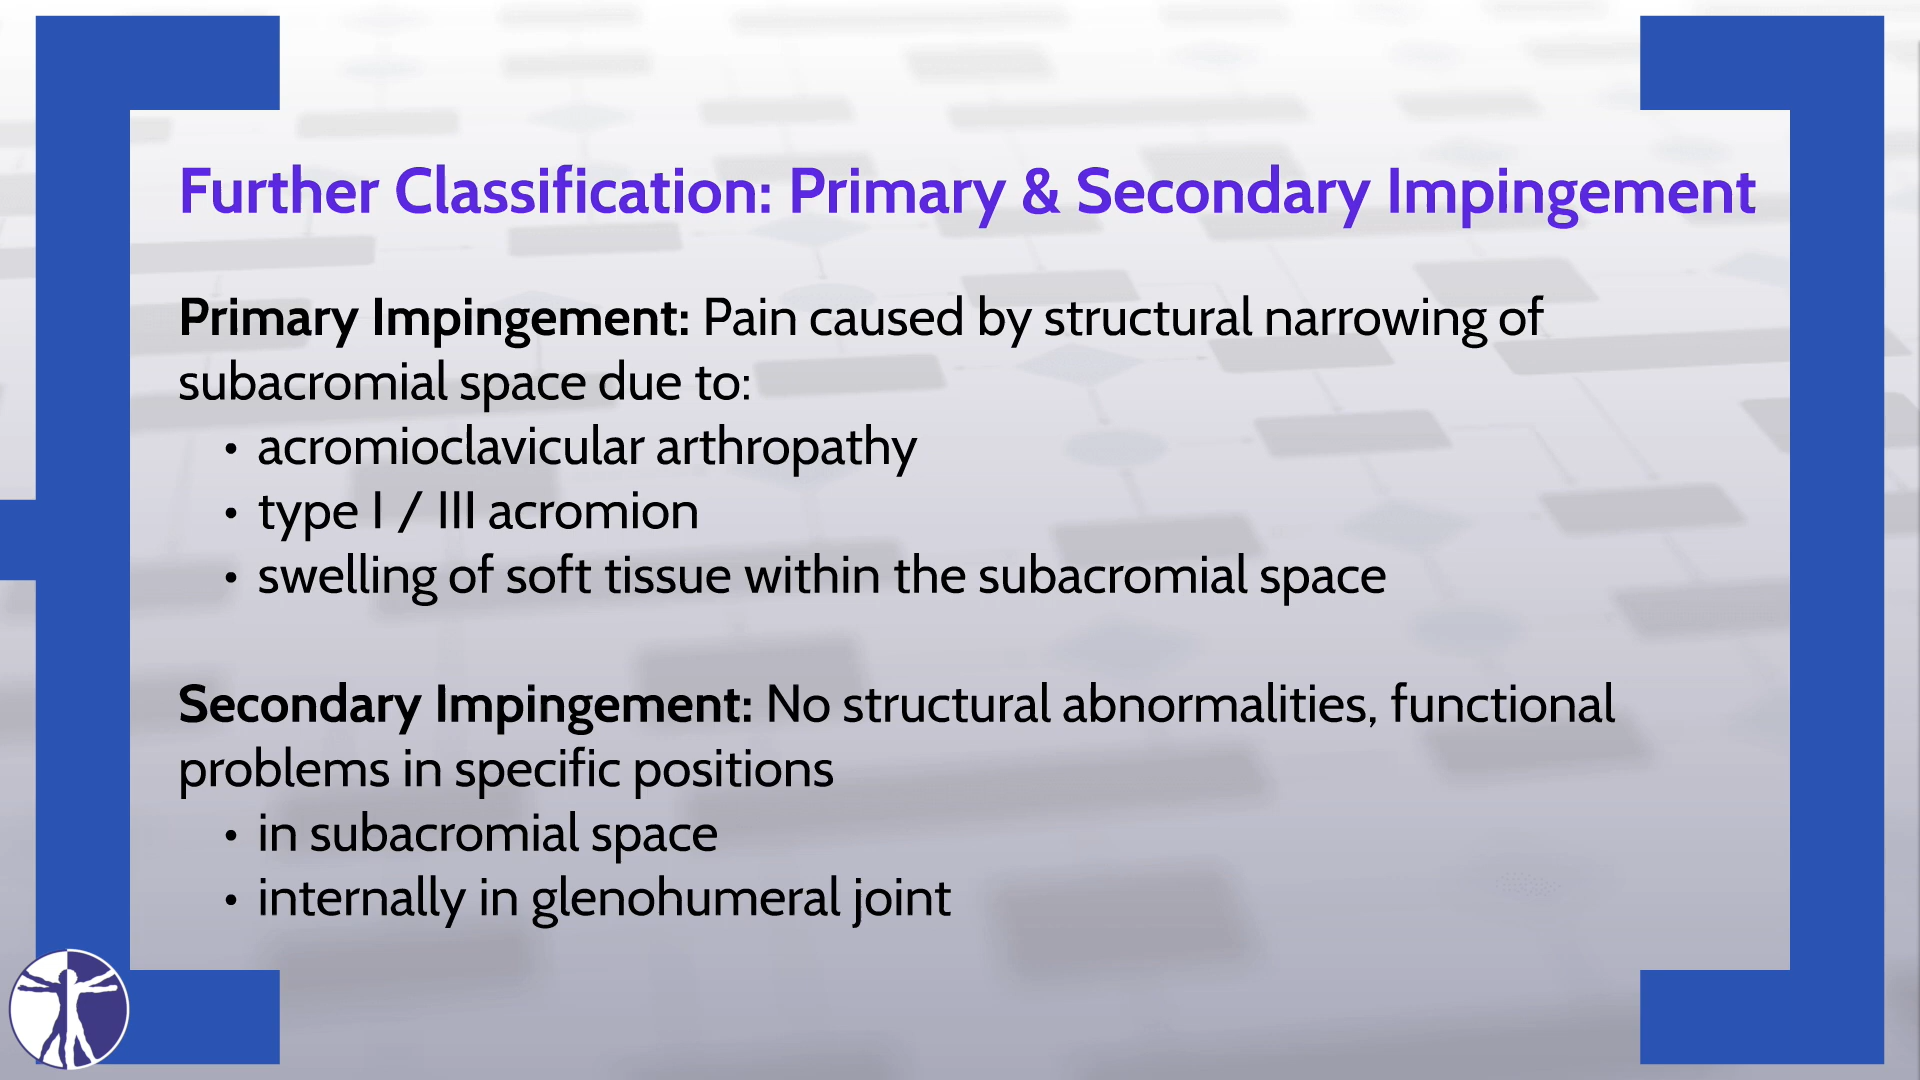 Further Classification: Primary & Secondary Impingement
Primary Impingement: Pain caused by structural narrowing of
subacromial space due to:
• acromioclavicular arthropathy
• type I / III acromion
• swelling of soft tissue within the subacromial space
Secondary Impingement: No structural abnormalities, functional
problems in specific positions
• in subacromial space
• internally in glenohumeral joint